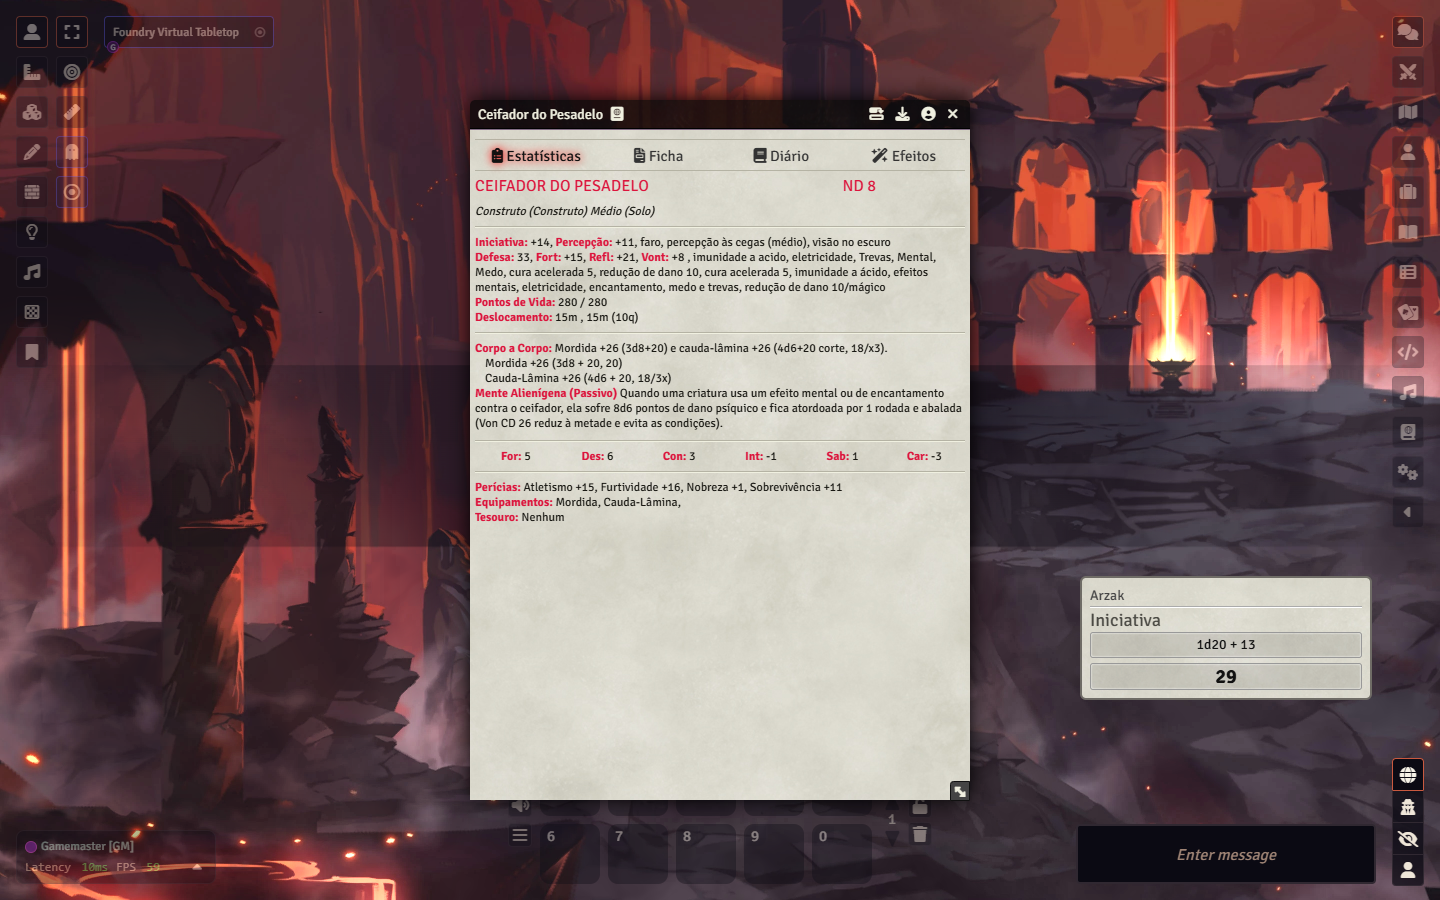 Foundry Virtual Tabletop
G
Ceifador do Pesadelo
Estatísticas
Ficha
Diário
Efeitos
CEIFADOR DO PESADELO
ND 8
Construto (Construto) Médio (Solo)
Iniciativa: +14, Percepção: +11, faro, percepção às cegas (médio), visão no escuro
Defesa: 33, Fort: +15, Refl: +21, Vont: +8 , imunidade a acido, eletricidade, Trevas, Mental,
Medo, cura acelerada 5, redução de dano 10, cura acelerada 5, imunidade a ácido, efeitos
mentais, eletricidade, encantamento, medo e trevas, redução de dano 10/mágico
Pontos de Vida: 280 / 280
Deslocamento: 15m , 15m (10q)
Corpo a Corpo: Mordida +26 (3d8+20) e cauda-lâmina +26 (4d6+20 corte, 18/x3).
Mordida +26 (3d8 + 20, 20)
Cauda-Lâmina +26 (4d6 + 20, 18/3x)
Mente Alienígena (Passivo) Quando uma criatura usa um efeito mental ou de encantamento
contra o ceifador, ela sofre 8d6 pontos de dano psíquico e fica atordoada por 1 rodada e abalada
(Von CD 26 reduz à metade e evita as condições).
For: 5
Des: 6
Con: 3
Int: -1
Sab: 1
Car: -3
Perícias: Atletismo +15, Furtividade +16, Nobreza +1, Sobrevivência +11
Equipamentos: Mordida, Cauda-Lâmina,
Tesouro: Nenhum
Arzak
Iniciativa
1d20 + 13
29
6
7
8
9
0
1
Gamemaster [GM]
Latency 10ms FPS 59
Enter message